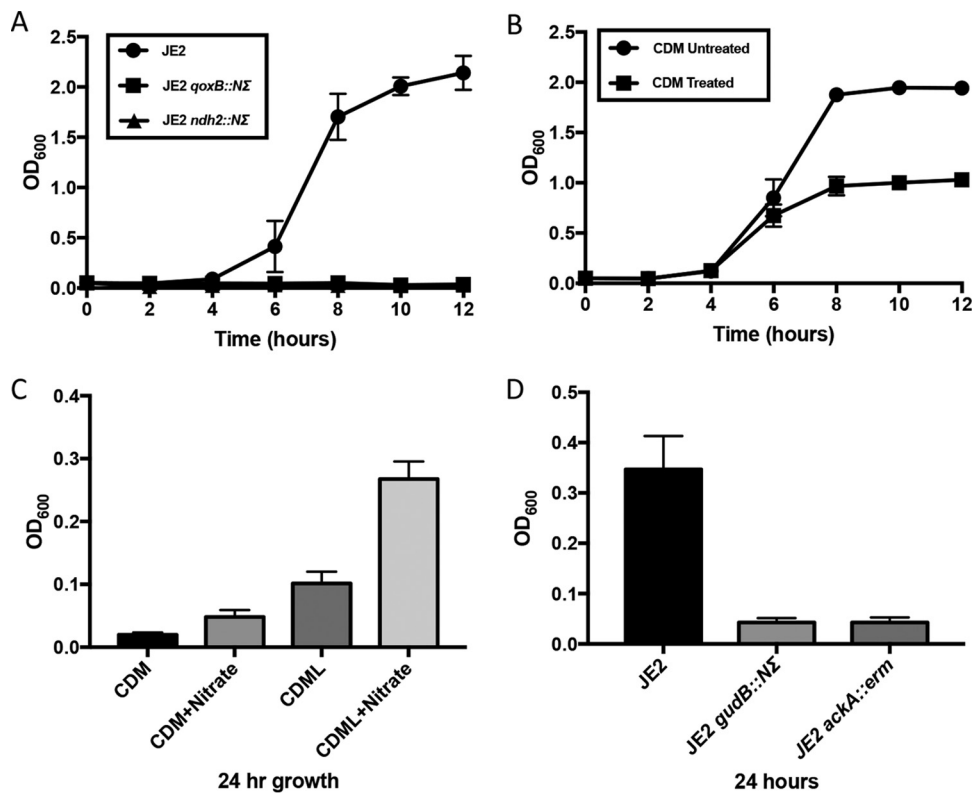 A
JE2
JE2 qoxB::NΣ
JE2 ndh2::NΣ
OD600
2.5
2.0
1.5
1.0
0.5
0.0
0 2 4 6 8 10 12
Time (hours)
B
CDM Untreated
CDM Treated
OD600
2.5
2.0
1.5
1.0
0.5
0.0
0 2 4 6 8 10 12
Time (hours)
C
OD600
0.4
0.3
0.2
0.1
0.0
CDM
CDM+Nitrate
CDML
CDML+Nitrate
24 hr growth
D
OD600
0.5
0.4
0.3
0.2
0.1
0.0
JE2
JE2 gudB::NΣ
JE2 ackA::erm
24 hours